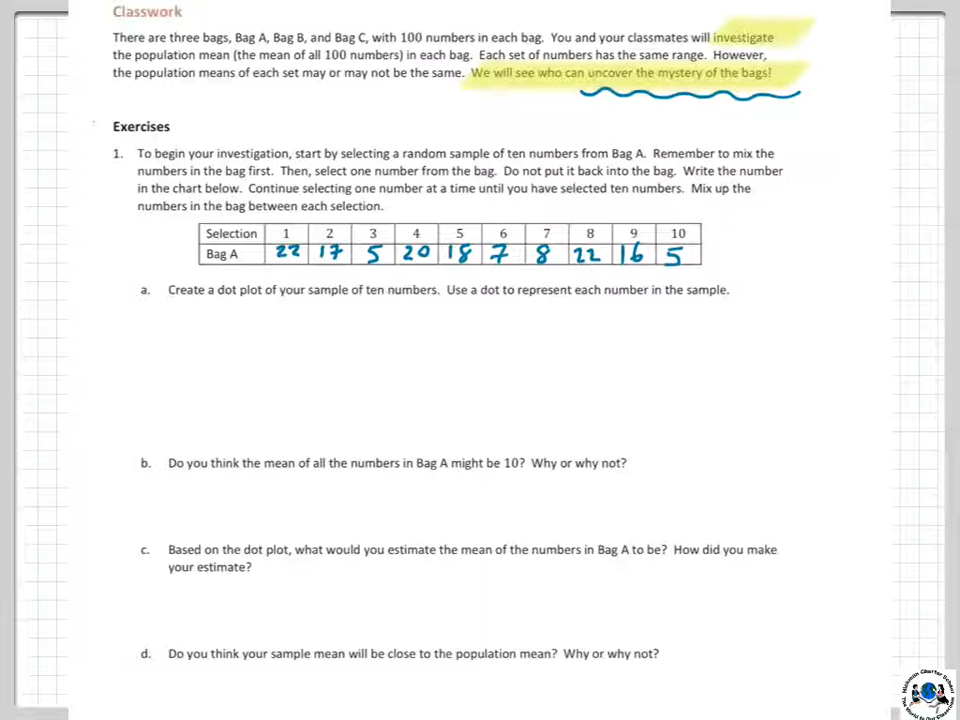 Classwork
There are three bags, Bag A, Bag B, and Bag C, with 100 numbers in each bag. You and your classmates will investigate
the population mean (the mean of all 100 numbers) in each bag. Each set of numbers has the same range. However,
the population means of each set may or may not be the same. We will see who can uncover the mystery of the bags!
Exercises
1. To begin your investigation, start by selecting a random sample of ten numbers from Bag A. Remember to mix the
numbers in the bag first. Then, select one number from the bag. Do not put it back into the bag. Write the number
in the chart below. Continue selecting one number at a time until you have selected ten numbers. Mix up the
numbers in the bag between each selection.
Selection 1 2 3 4 5 6 7 8 9 10
Bag A 22 17 5 20 18 7 8 22 16 5
a. Create a dot plot of your sample of ten numbers. Use a dot to represent each number in the sample.
b. Do you think the mean of all the numbers in Bag A might be 10? Why or why not?
c. Based on the dot plot, what would you estimate the mean of the numbers in Bag A to be? How did you make
your estimate?
d. Do you think your sample mean will be close to the population mean? Why or why not?
Hickman Charter School